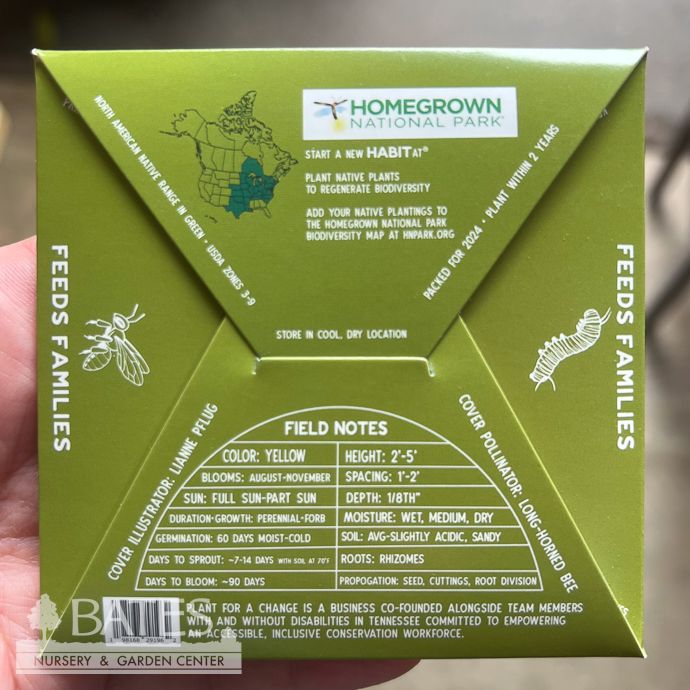 HOMEGROWN
NATIONAL PARK
START A NEW HABITAT®
PLANT NATIVE PLANTS
TO REGENERATE BIODIVERSITY
ADD YOUR NATIVE PLANTINGS TO
THE HOMEGROWN NATIONAL PARK
BIODIVERSITY MAP AT HNPARK.ORG
NORTH AMERICAN NATIVE RANGE IN GREEN • USDA ZONES 3-9
PACKED FOR 2024 • PLANT WITHIN 2 YEARS
STORE IN COOL, DRY LOCATION
FEEDS FAMILIES
FEEDS FAMILIES
COVER ILLUSTRATOR: LIANNE PFLUG
COVER POLLINATOR: LONG-HORNED BEE
FIELD NOTES
COLOR: YELLOW
HEIGHT: 2'-5'
BLOOMS: AUGUST-NOVEMBER
SPACING: 1'-2'
SUN: FULL SUN-PART SUN
DEPTH: 1/8TH"
DURATION-GROWTH: PERENNIAL-FORB
MOISTURE: WET, MEDIUM, DRY
GERMINATION: 60 DAYS MOIST-COLD
SOIL: AVG-SLIGHTLY ACIDIC, SANDY
DAYS TO SPROUT: ~7-14 DAYS WITH SOIL AT 70°F
ROOTS: RHIZOMES
DAYS TO BLOOM: ~90 DAYS
PROPOGATION: SEED, CUTTINGS, ROOT DIVISION
PLANT FOR A CHANGE IS A BUSINESS CO-FOUNDED ALONGSIDE TEAM MEMBERS
WITH AND WITHOUT DISABILITIES IN TENNESSEE COMMITTED TO EMPOWERING
AN ACCESSIBLE, INCLUSIVE CONSERVATION WORKFORCE.
BATES
NURSERY & GARDEN CENTER